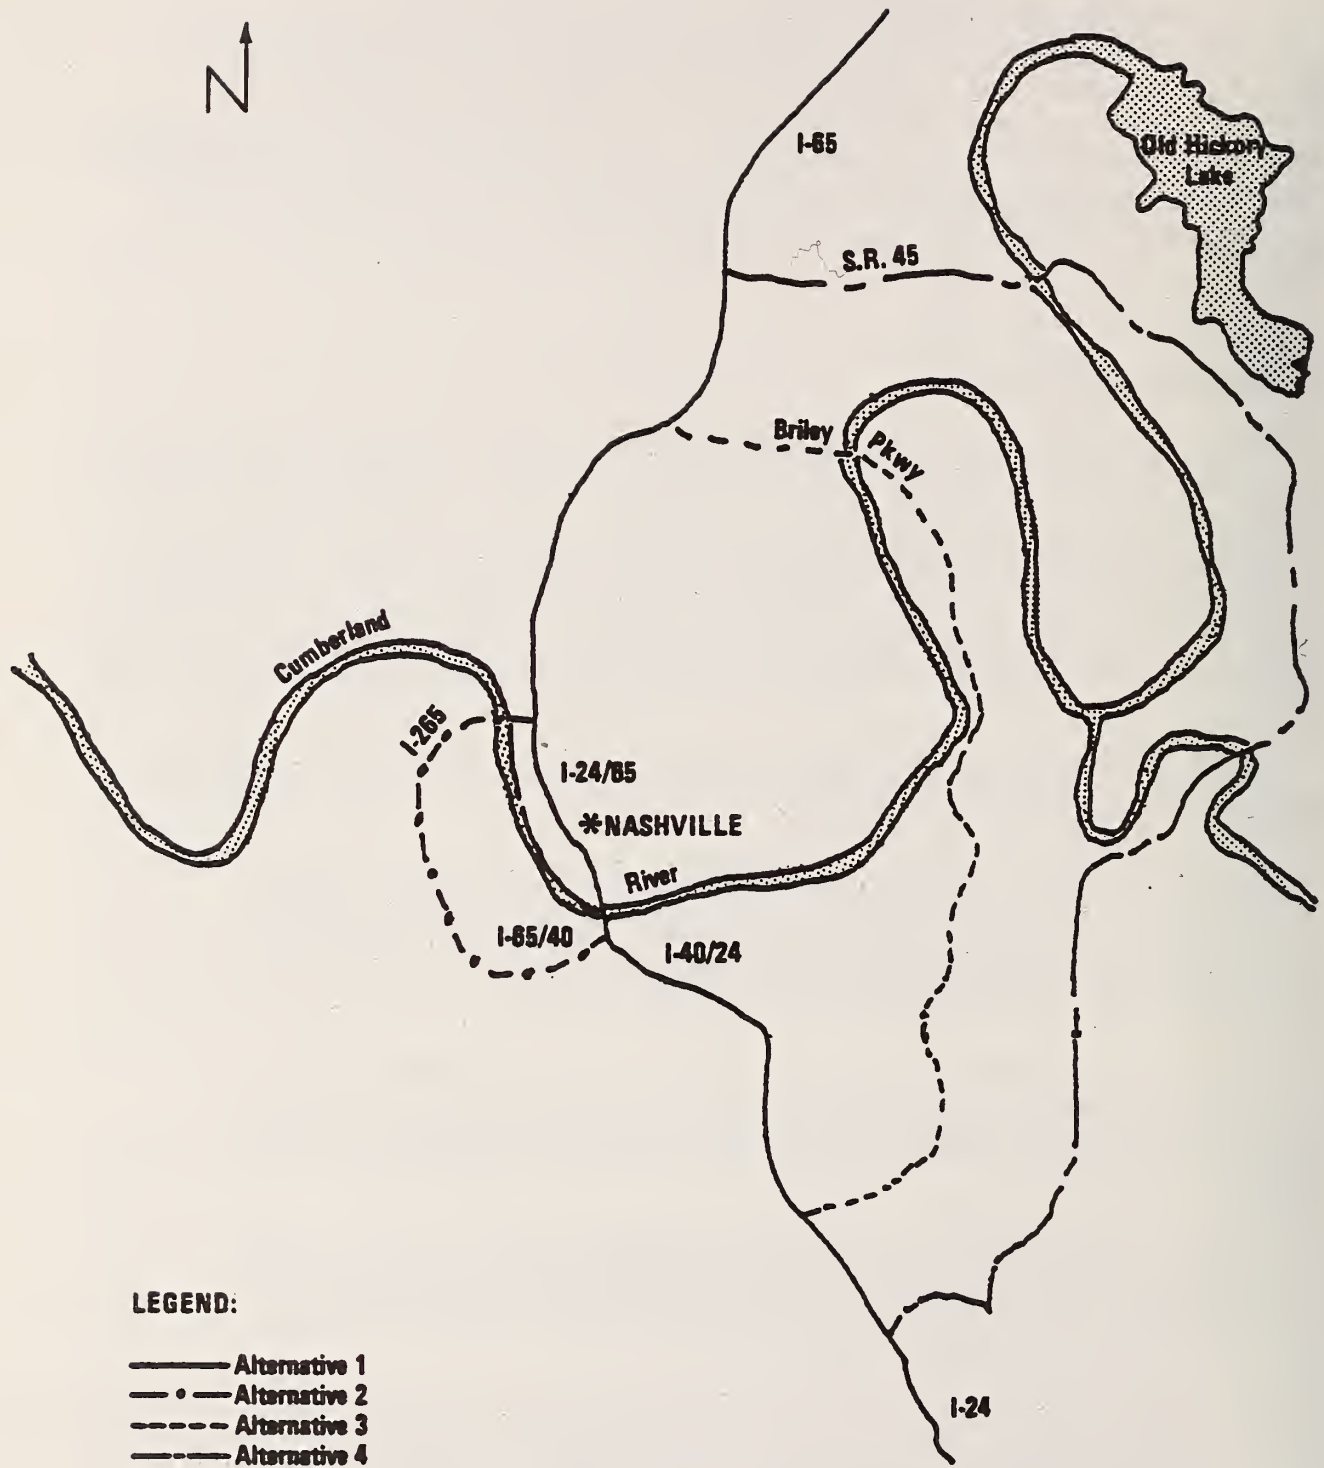 N
I-65
Old Hickory
Lake
S.R. 45
Briley
Pkwy
Cumberland
I-265
I-24/65
*NASHVILLE
River
I-65/40
I-40/24
I-24
LEGEND:
Alternative 1
Alternative 2
Alternative 3
Alternative 4